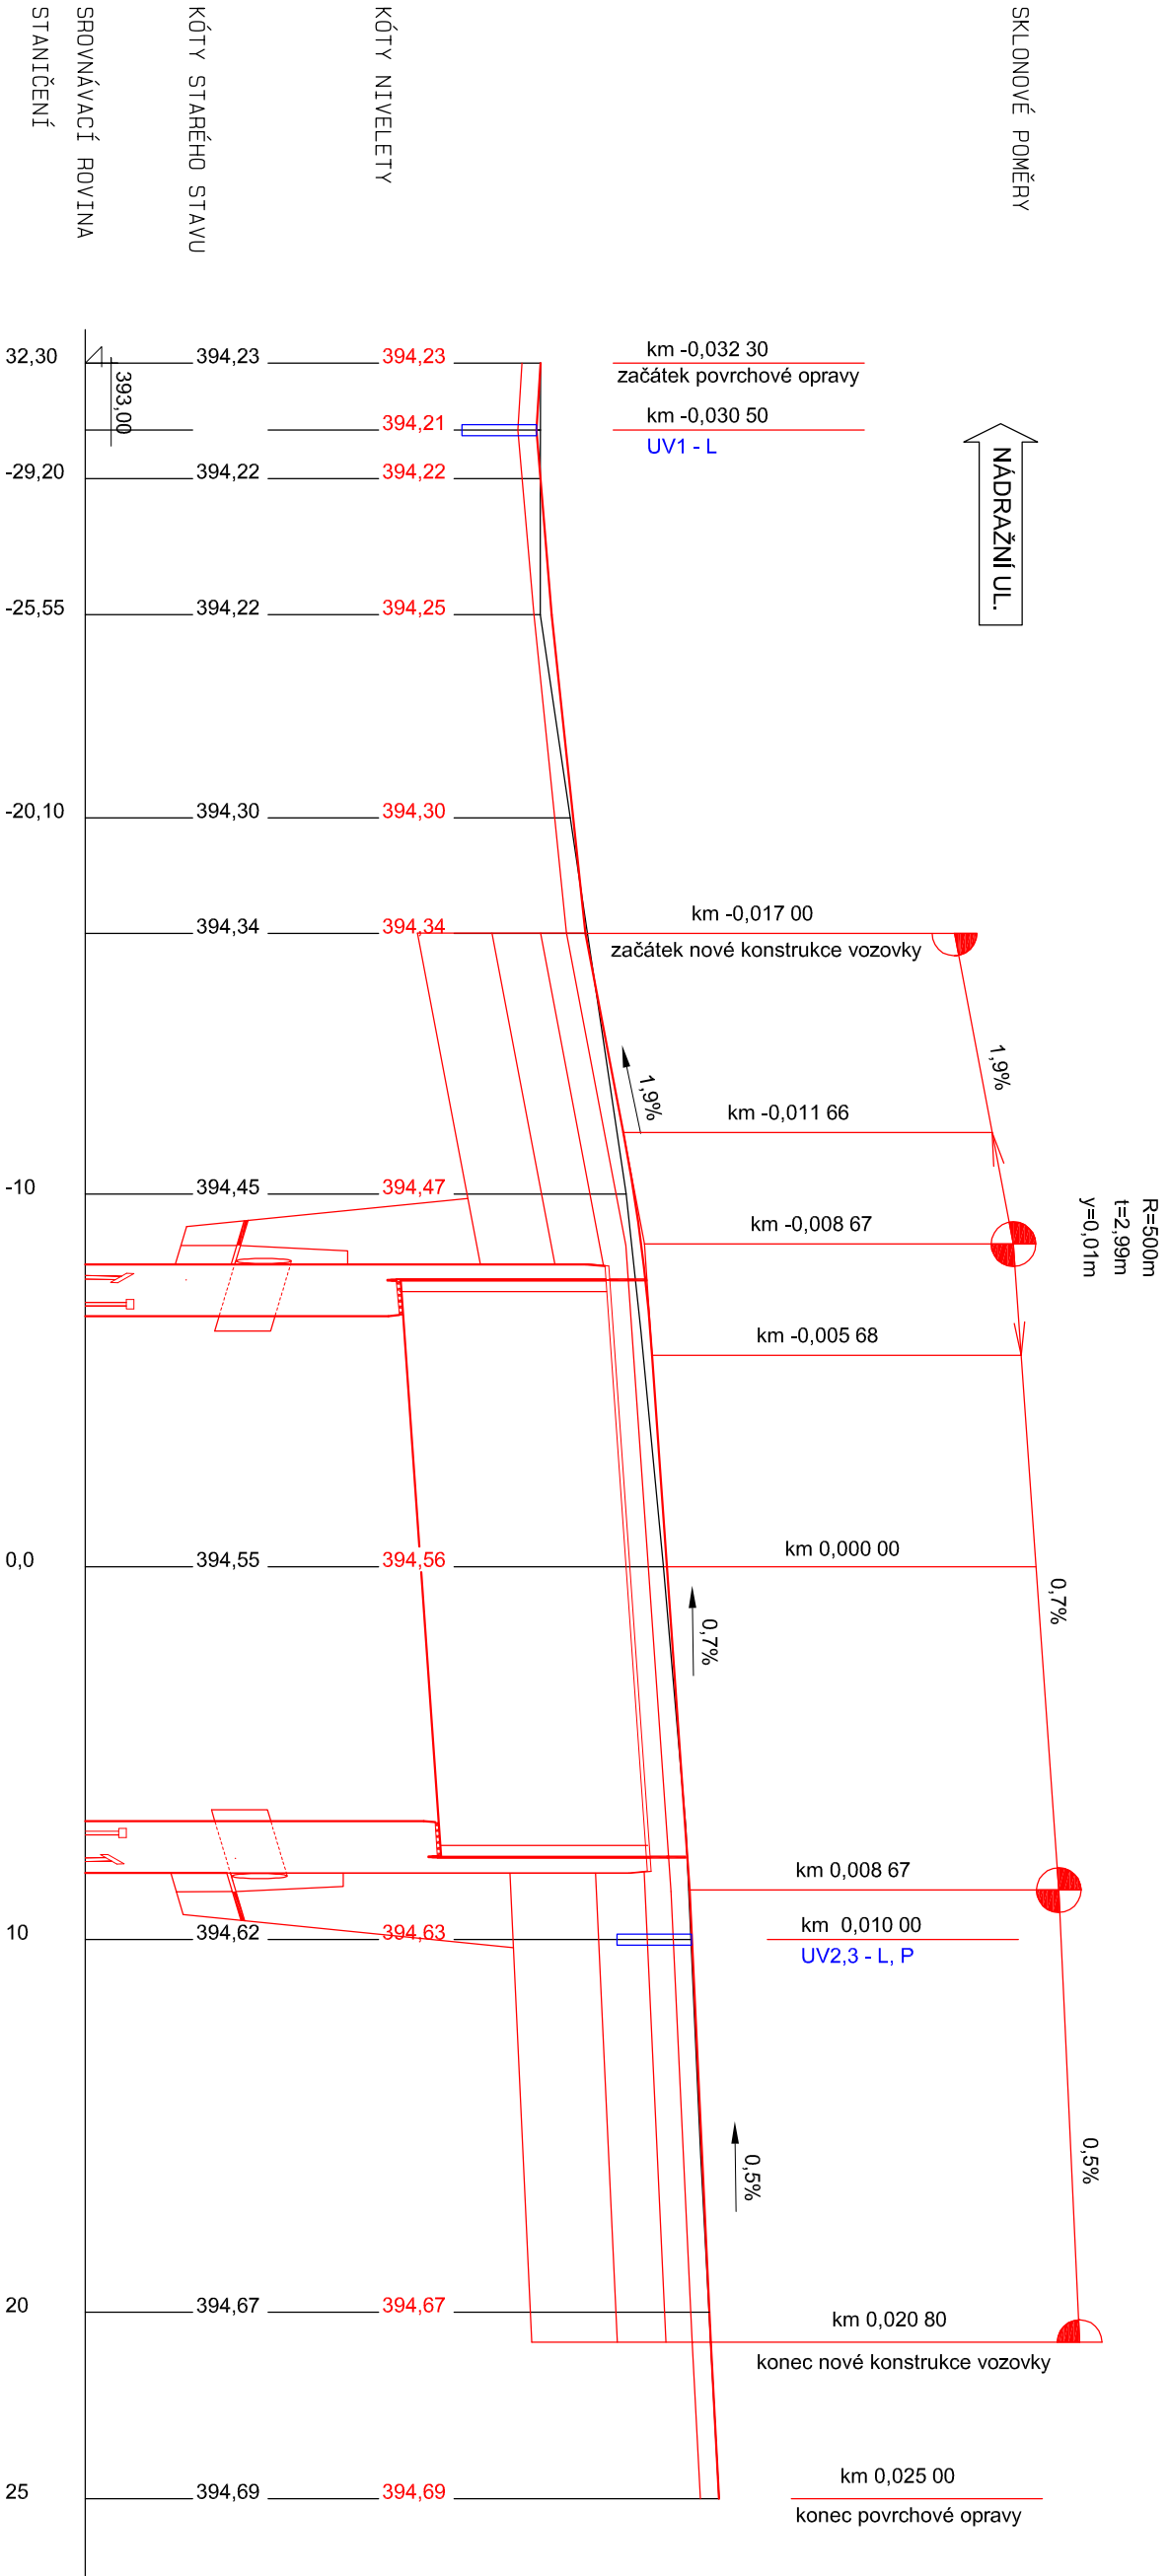 SKLONOVÉ POMĚRY
KÓTY NIVELETY
KÓTY STARÉHO STAVU
SROVNÁVACÍ ROVINA
STANIČENÍ
32,30
394,23
394,23
km -0,032 30
začátek povrchové opravy
393,00
394,21
km -0,030 50
UV1 - L
NÁDRAŽNÍ UL.
-29,20
394,22
394,22
-25,55
394,22
394,25
-20,10
394,30
394,30
394,34
394,34
km -0,017 00
začátek nové konstrukce vozovky
1,9%
1,9%
km -0,011 66
-10
394,45
394,47
km -0,008 67
R=500m
t=2,99m
y=0,01m
km -0,005 68
0,0
394,55
394,56
km 0,000 00
0,7%
0,7%
km 0,008 67
10
394,62
394,63
km 0,010 00
UV2,3 - L, P
0,5%
0,5%
20
394,67
394,67
km 0,020 80
konec nové konstrukce vozovky
25
394,69
394,69
km 0,025 00
konec povrchové opravy